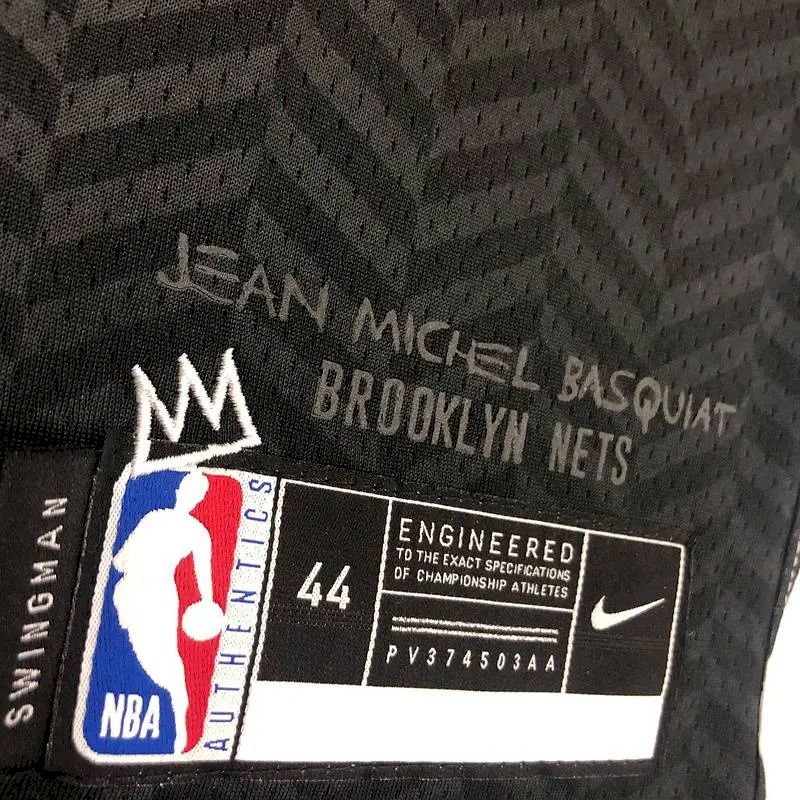 JEAN MICHEL BASQUIAT
BROOKLYN NETS
SWINGMAN
NBA
AUTHENTICS
44
ENGINEERED
TO THE EXACT SPECIFICATIONS
OF CHAMPIONSHIP ATHLETES
PV374503AA